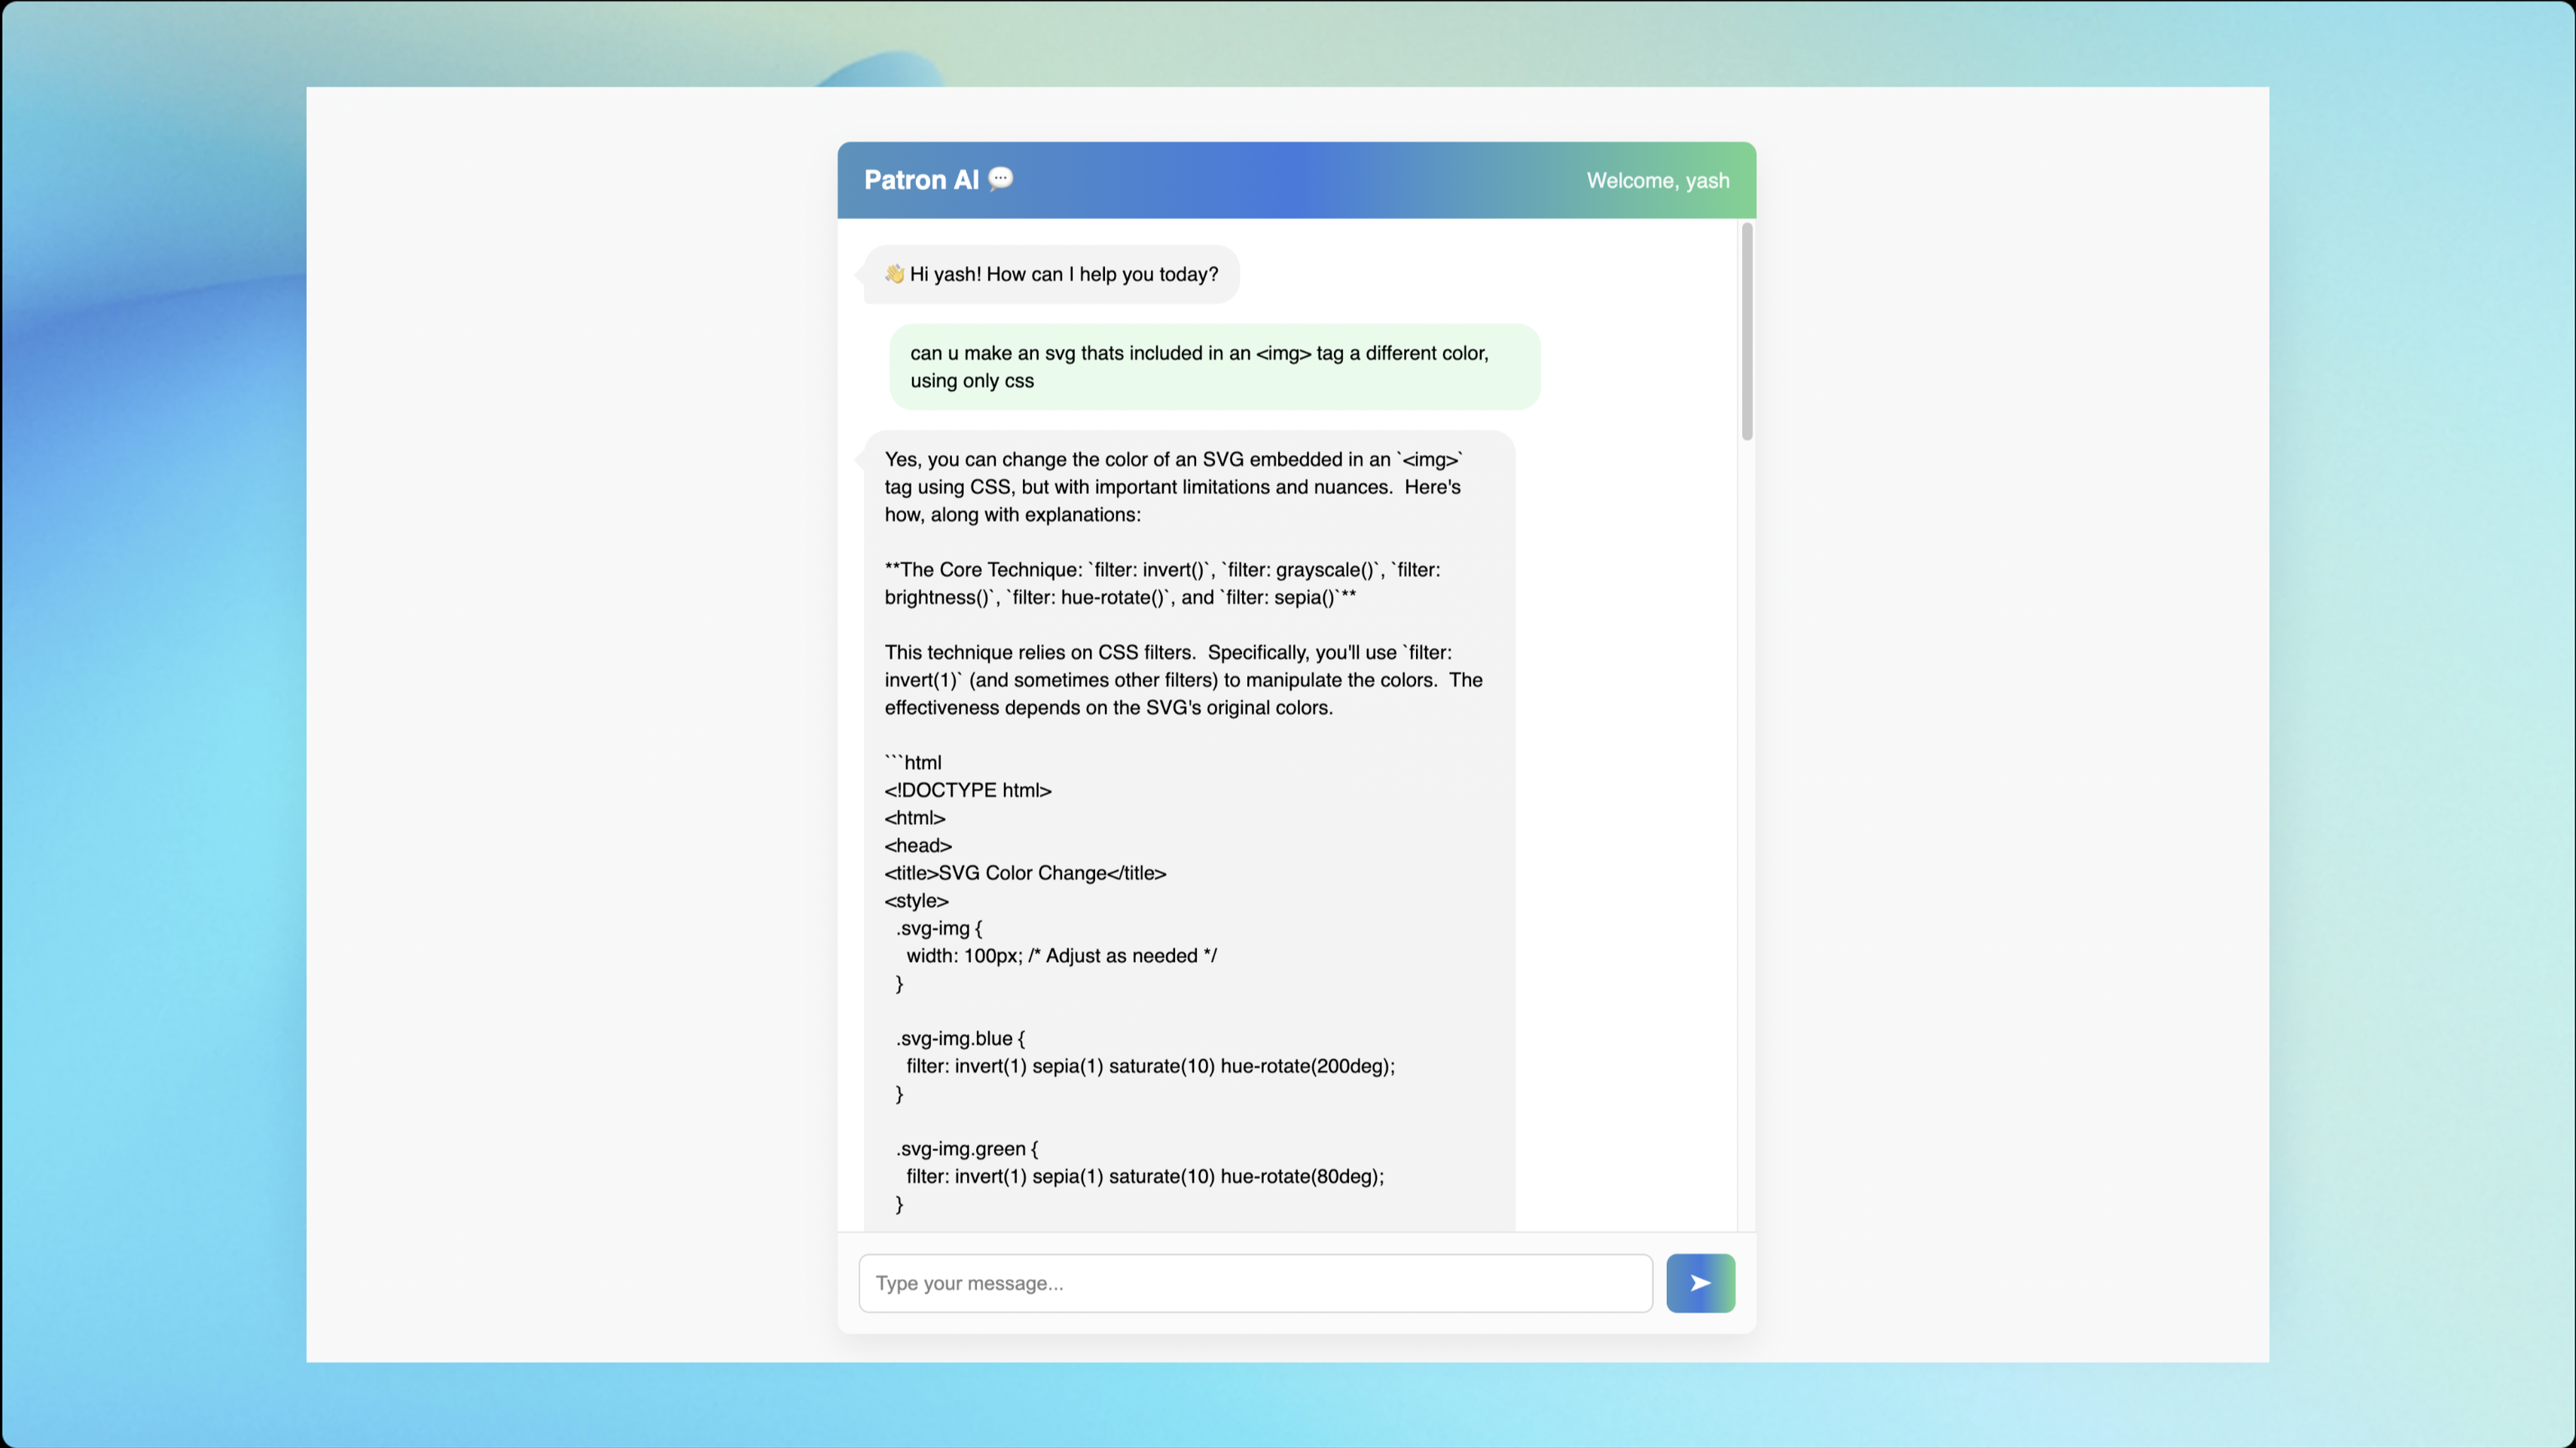 Patron AI 💬
Welcome, yash
👋 Hi yash! How can I help you today?
can u make an svg thats included in an <img> tag a different color,
using only css
Yes, you can change the color of an SVG embedded in an `<img>`
tag using CSS, but with important limitations and nuances.  Here's
how, along with explanations:
**The Core Technique: `filter: invert()`, `filter: grayscale()`, `filter:
brightness()`, `filter: hue-rotate()`, and `filter: sepia()`**
This technique relies on CSS filters.  Specifically, you'll use `filter:
invert(1)` (and sometimes other filters) to manipulate the colors.  The
effectiveness depends on the SVG's original colors.
```html
<!DOCTYPE html>
<html>
<head>
<title>SVG Color Change</title>
<style>
  .svg-img {
    width: 100px; /* Adjust as needed */
  }
  .svg-img.blue {
    filter: invert(1) sepia(1) saturate(10) hue-rotate(200deg);
  }
  .svg-img.green {
    filter: invert(1) sepia(1) saturate(10) hue-rotate(80deg);
  }
Type your message...